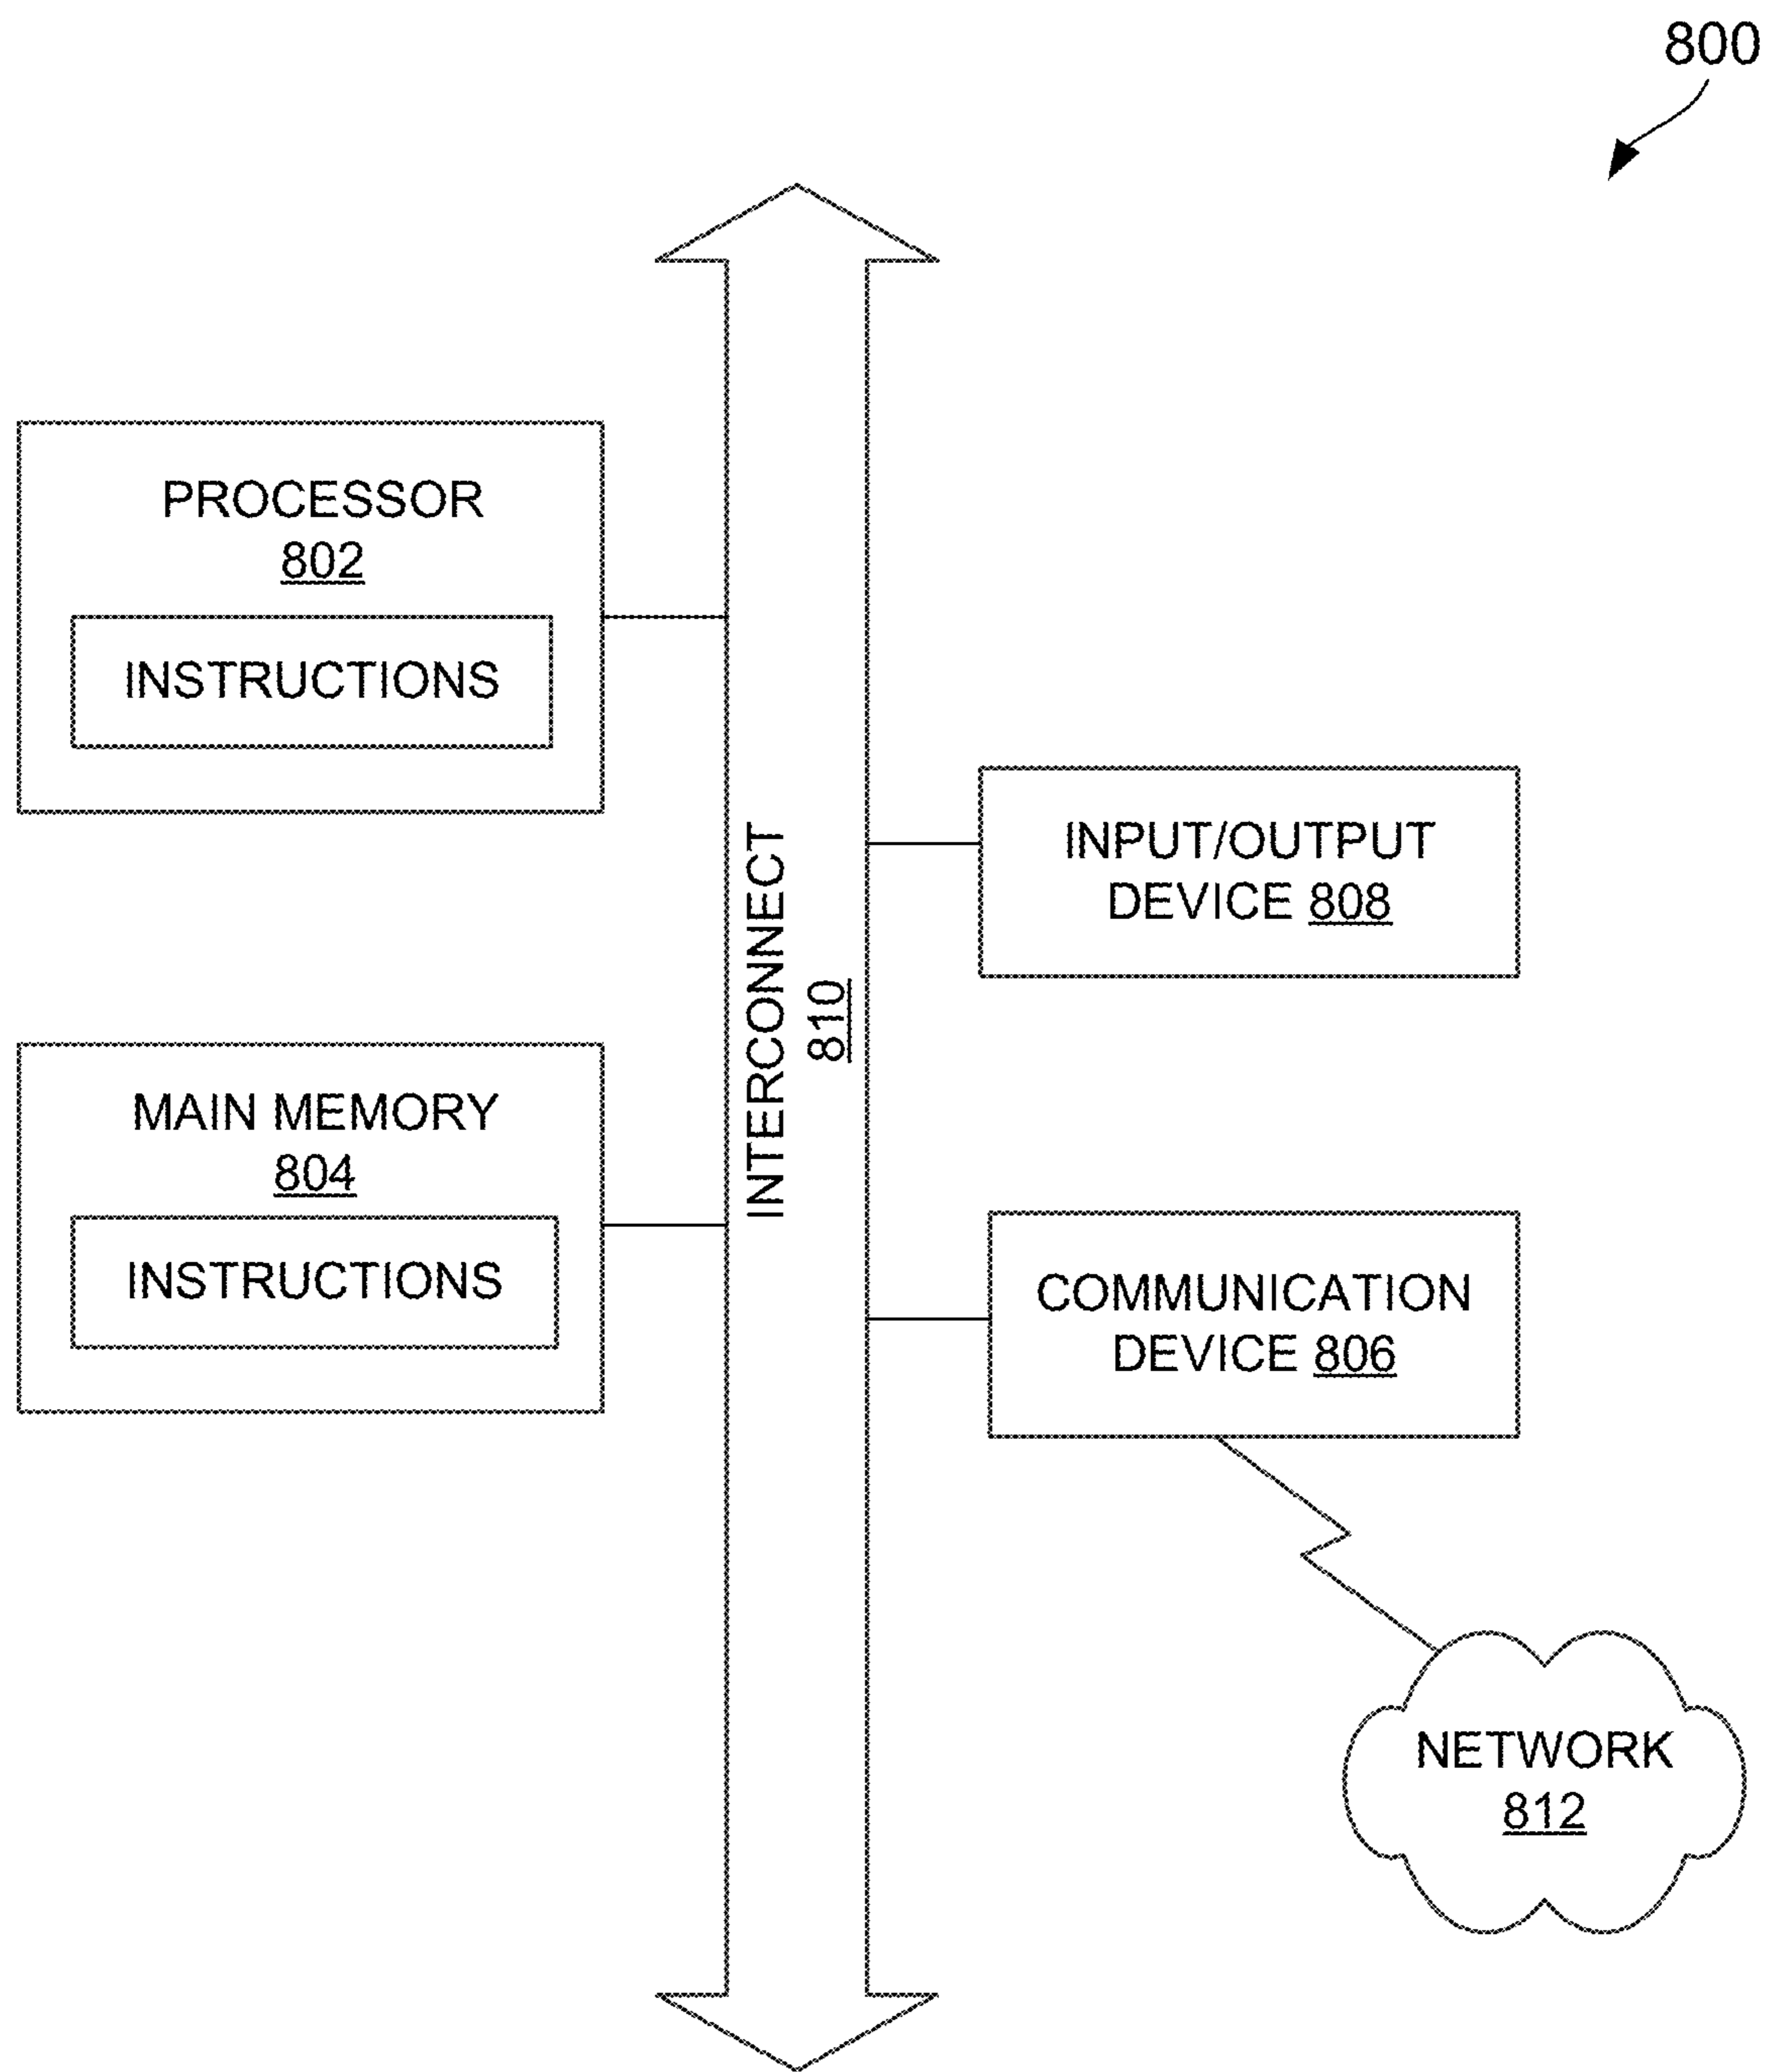 800
PROCESSOR
802
INSTRUCTIONS
INTERCONNECT
810
INPUT/OUTPUT
DEVICE 808
MAIN MEMORY
804
INSTRUCTIONS
COMMUNICATION
DEVICE 806
NETWORK
812